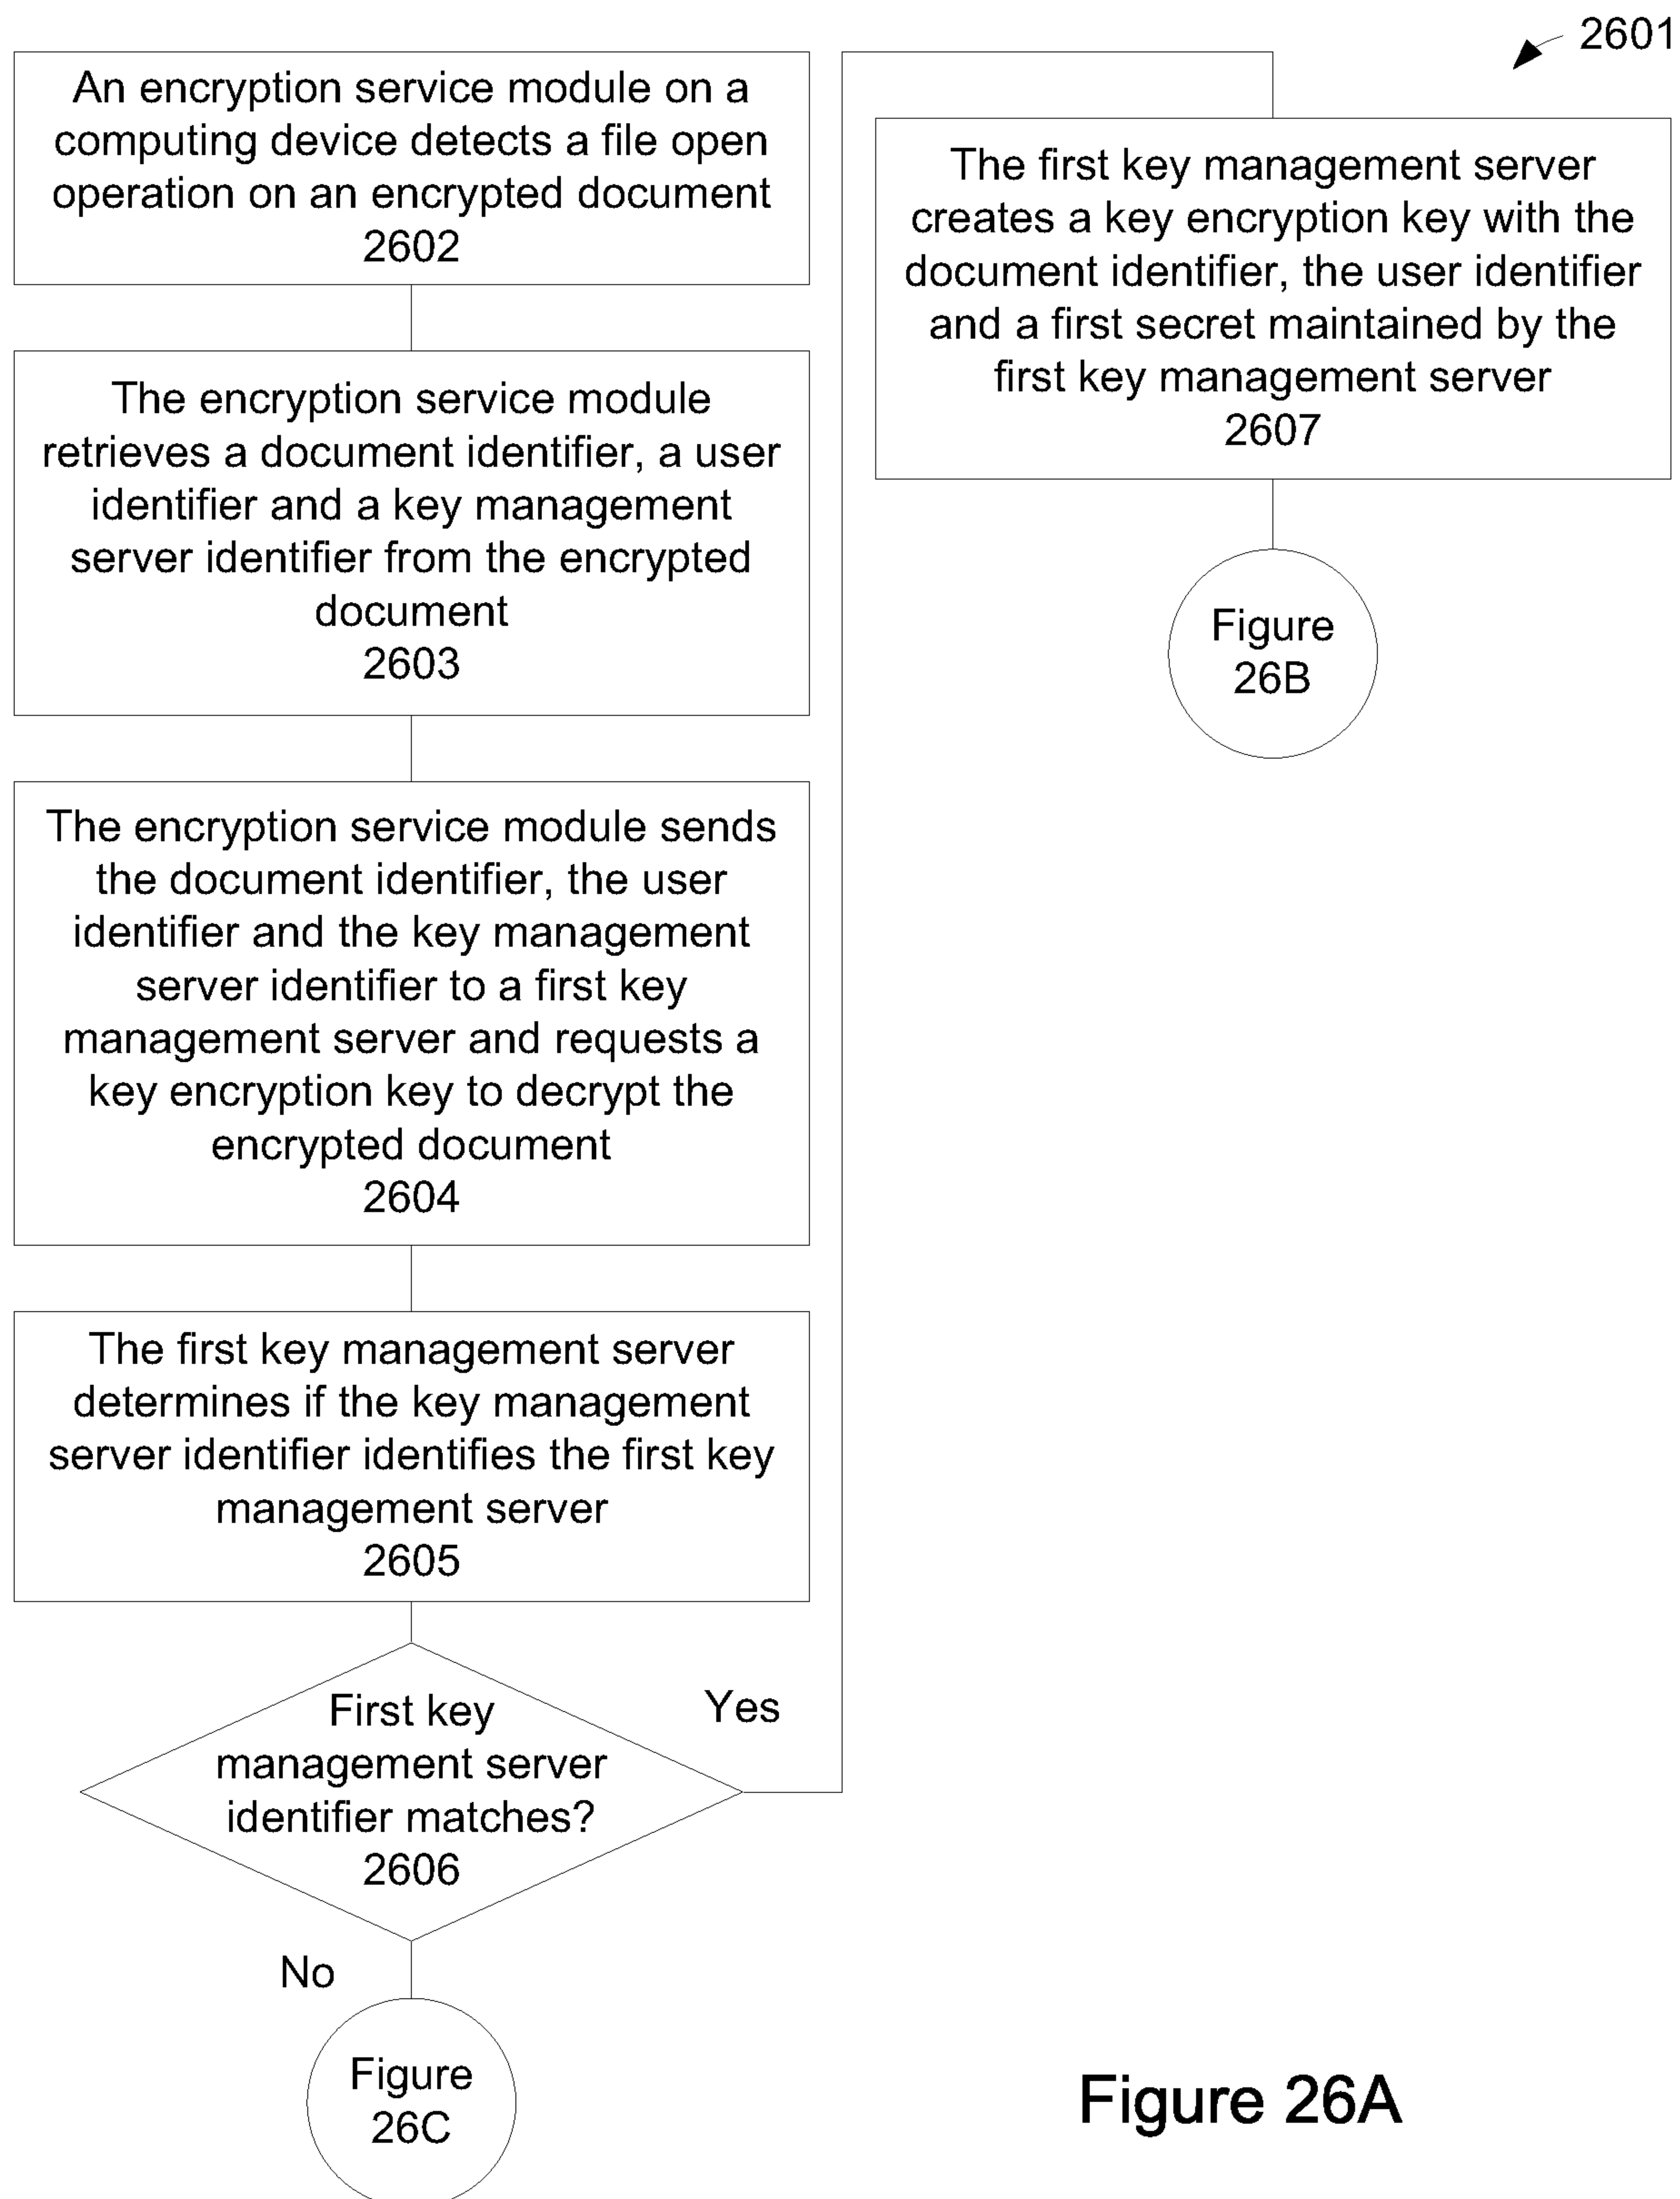 2601
An encryption service module on a
computing device detects a file open
operation on an encrypted document
2602
The encryption service module
retrieves a document identifier, a user
identifier and a key management
server identifier from the encrypted
document
2603
The encryption service module sends
the document identifier, the user
identifier and the key management
server identifier to a first key
management server and requests a
key encryption key to decrypt the
encrypted document
2604
The first key management server
determines if the key management
server identifier identifies the first key
management server
2605
First key
management server
identifier matches?
2606
Yes
No
Figure
26C
The first key management server
creates a key encryption key with the
document identifier, the user identifier
and a first secret maintained by the
first key management server
2607
Figure
26B
Figure 26A